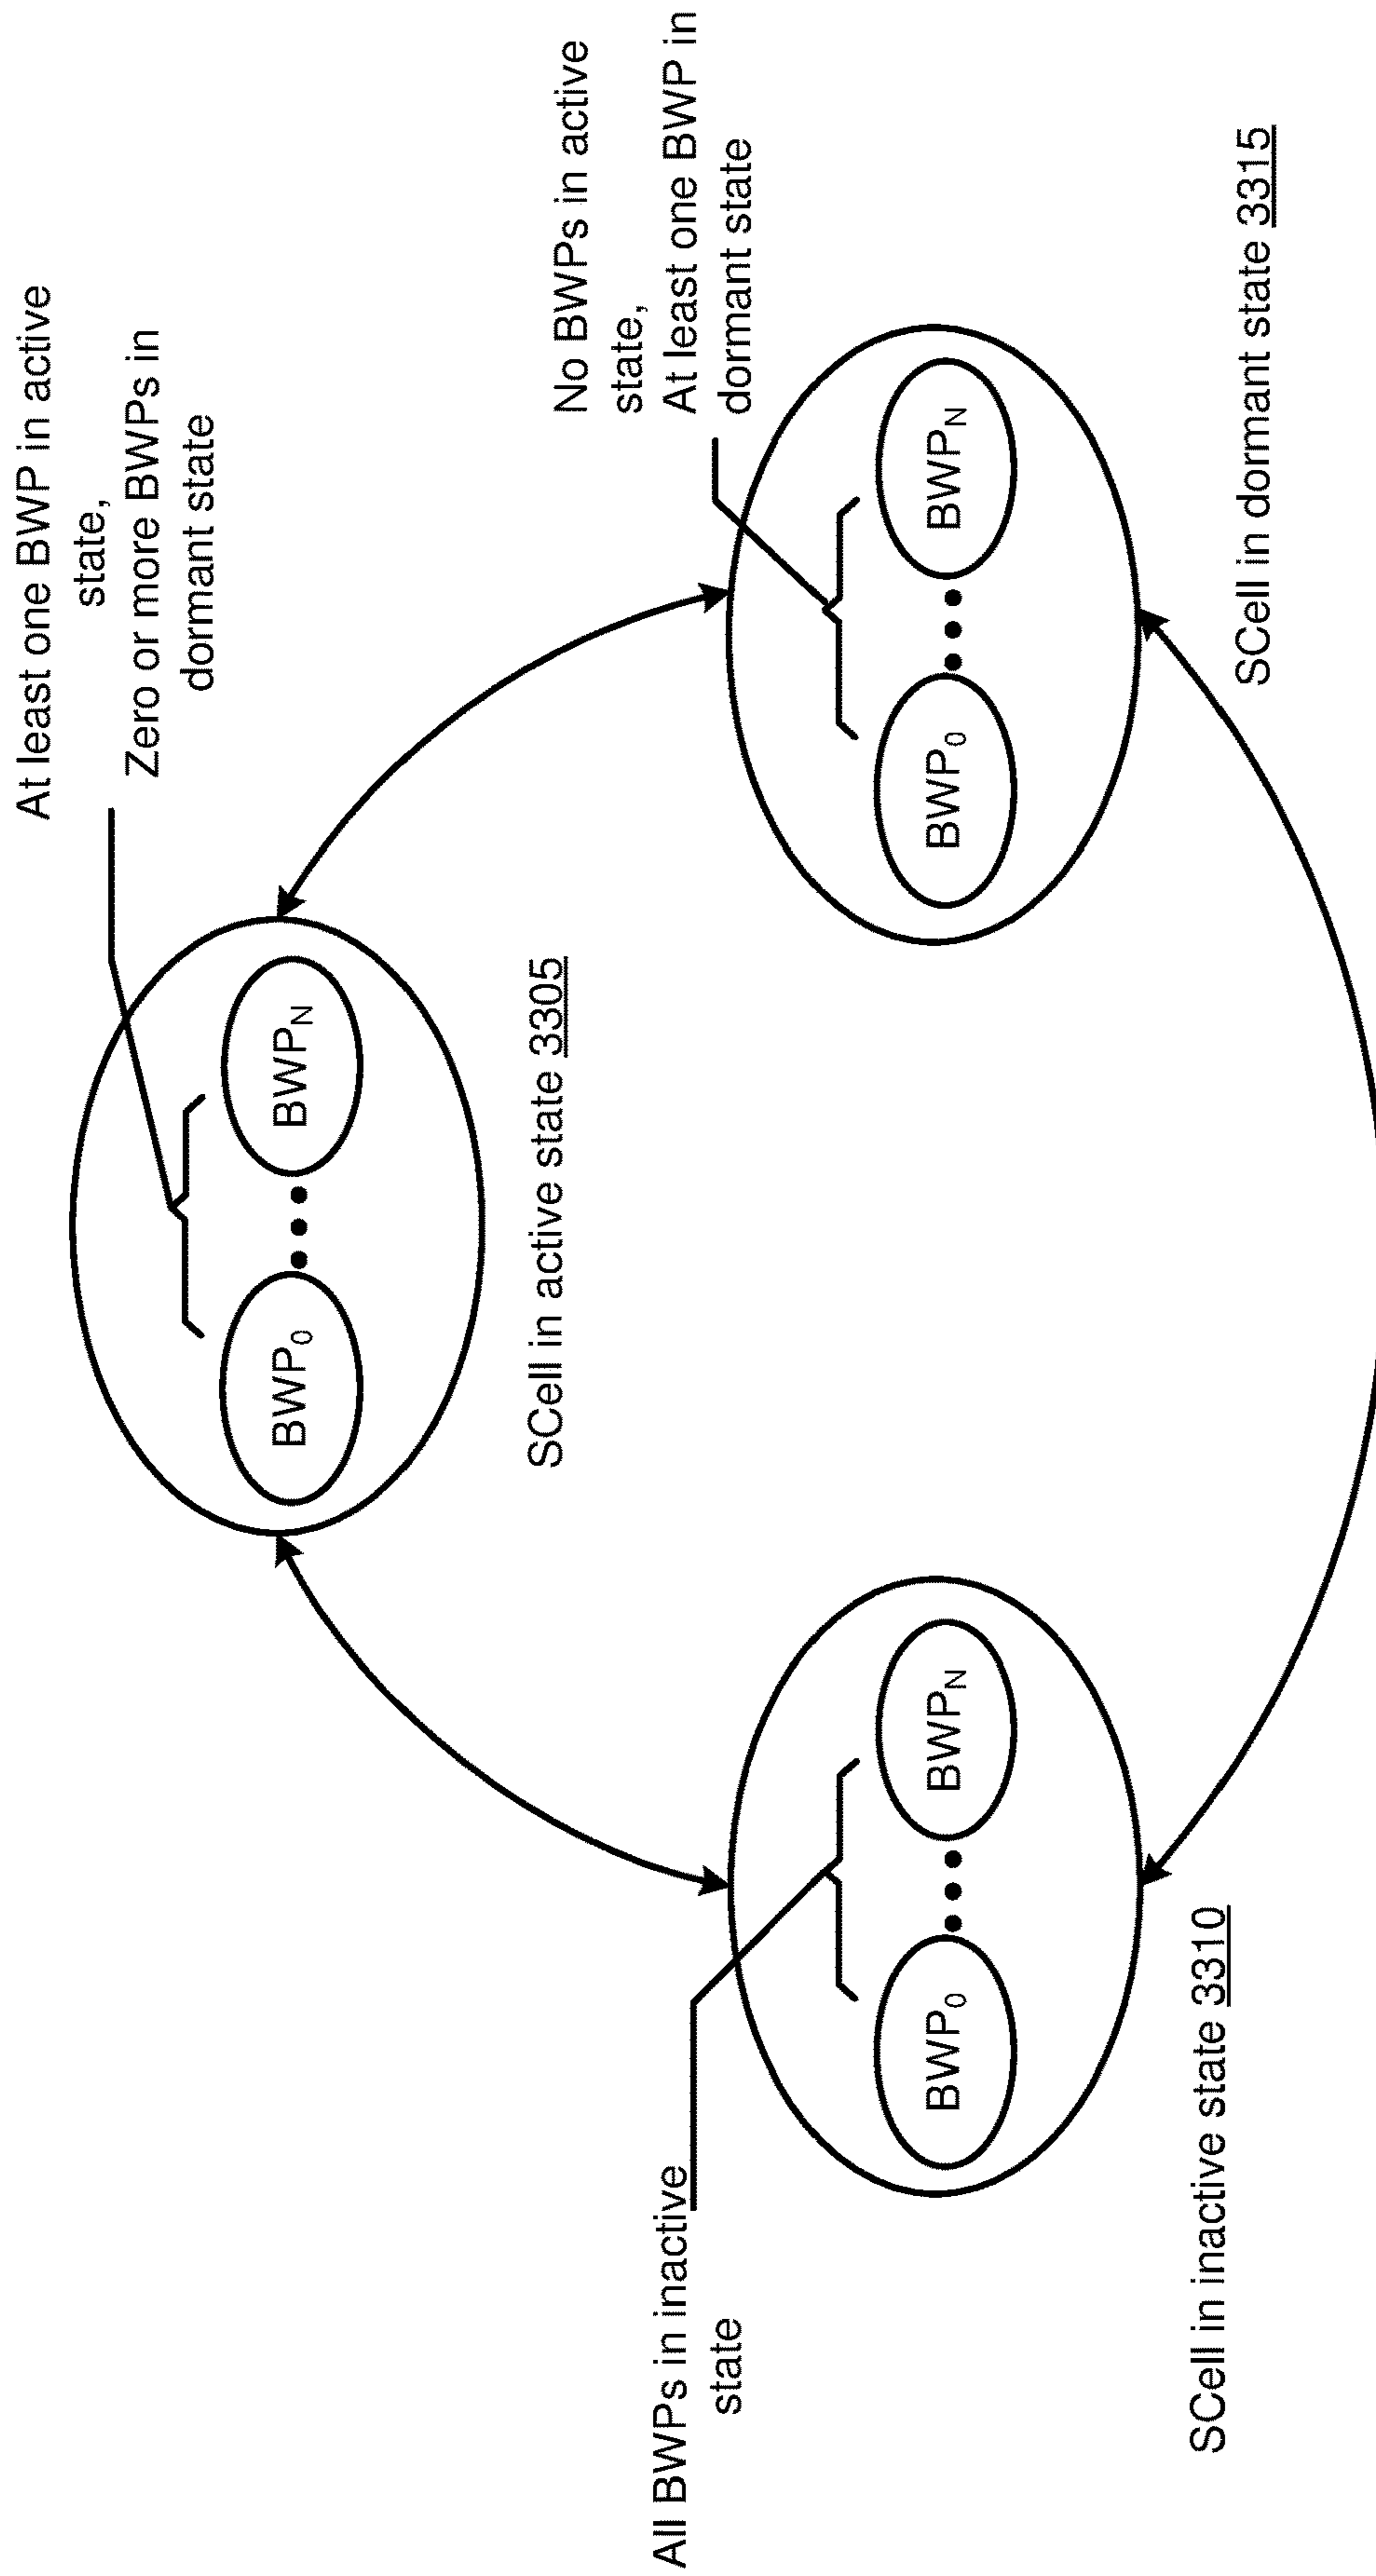 At least one BWP in active
state,
Zero or more BWPs in
dormant state
BWP0
BWPN
SCell in active state 3305
All BWPs in inactive
state
BWP0
BWPN
SCell in inactive state 3310
No BWPs in active
state,
At least one BWP in
dormant state
BWP0
BWPN
SCell in dormant state 3315